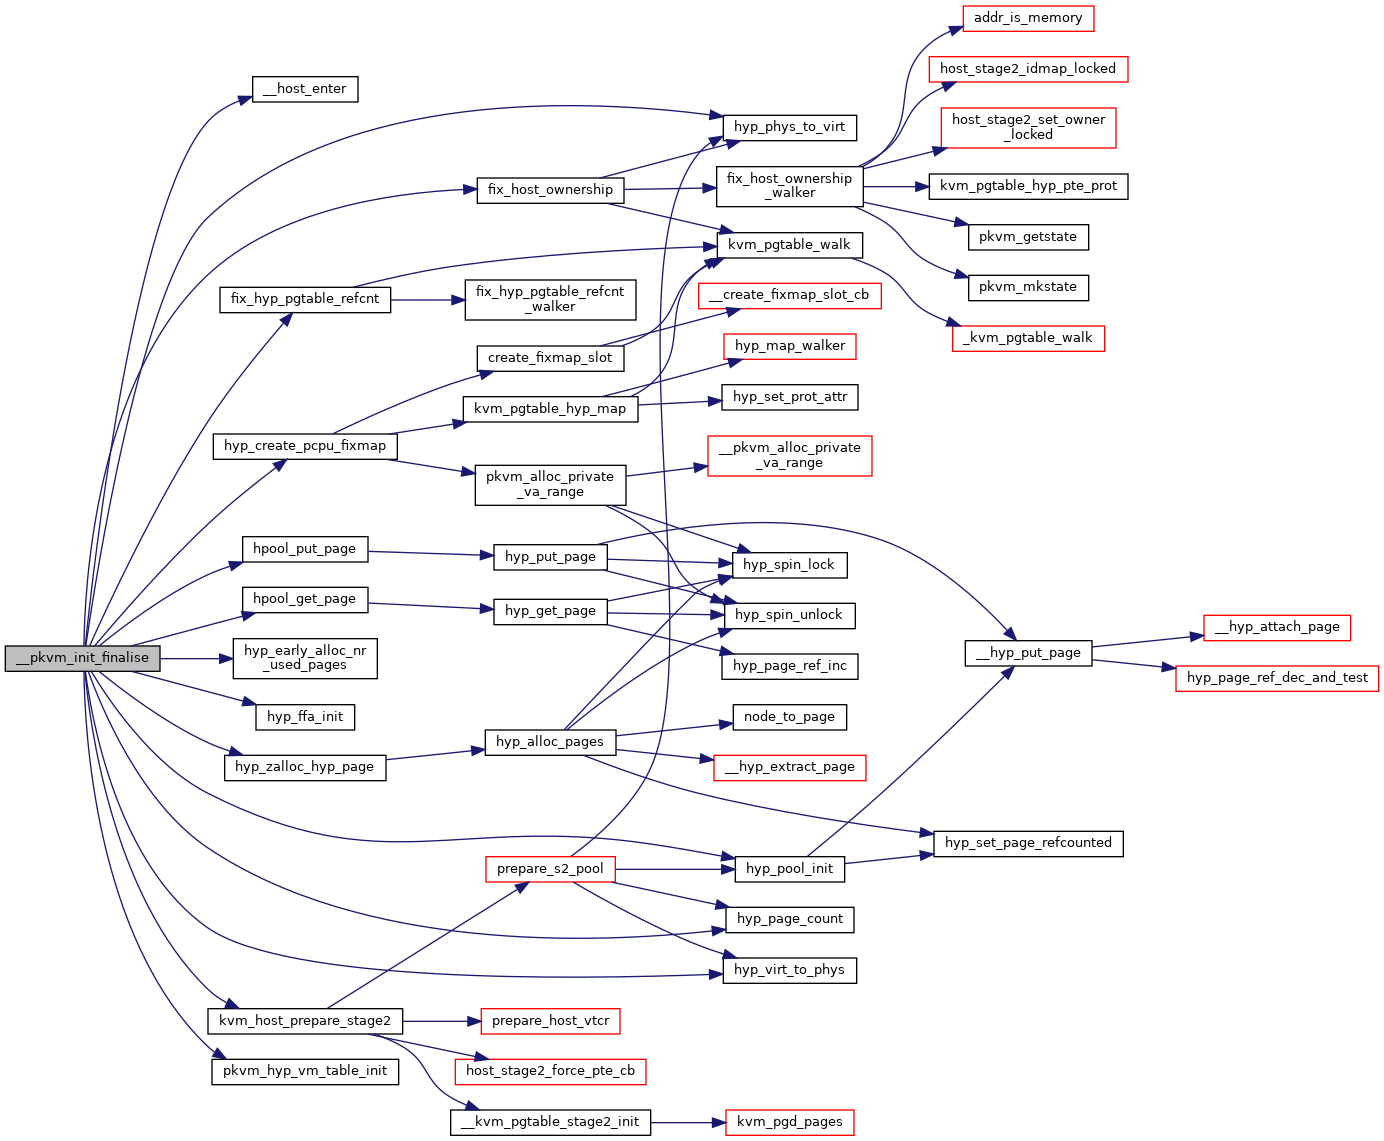 addr_is_memory
host_stage2_idmap_locked
__host_enter
host_stage2_set_owner
_locked
hyp_phys_to_virt
fix_host_ownership
fix_host_ownership
_walker
kvm_pgtable_hyp_pte_prot
pkvm_getstate
kvm_pgtable_walk
pkvm_mkstate
fix_hyp_pgtable_refcnt
fix_hyp_pgtable_refcnt
_walker
__create_fixmap_slot_cb
_kvm_pgtable_walk
create_fixmap_slot
hyp_map_walker
hyp_set_prot_attr
kvm_pgtable_hyp_map
hyp_create_pcpu_fixmap
__pkvm_alloc_private
_va_range
pkvm_alloc_private
_va_range
hpool_put_page
hyp_put_page
hyp_spin_lock
hpool_get_page
hyp_get_page
hyp_spin_unlock
__hyp_attach_page
__pkvm_init_finalise
hyp_early_alloc_nr
_used_pages
hyp_page_ref_inc
__hyp_put_page
hyp_page_ref_dec_and_test
hyp_ffa_init
node_to_page
hyp_alloc_pages
hyp_zalloc_hyp_page
__hyp_extract_page
hyp_set_page_refcounted
prepare_s2_pool
hyp_pool_init
hyp_page_count
hyp_virt_to_phys
kvm_host_prepare_stage2
prepare_host_vtcr
pkvm_hyp_vm_table_init
host_stage2_force_pte_cb
__kvm_pgtable_stage2_init
kvm_pgd_pages